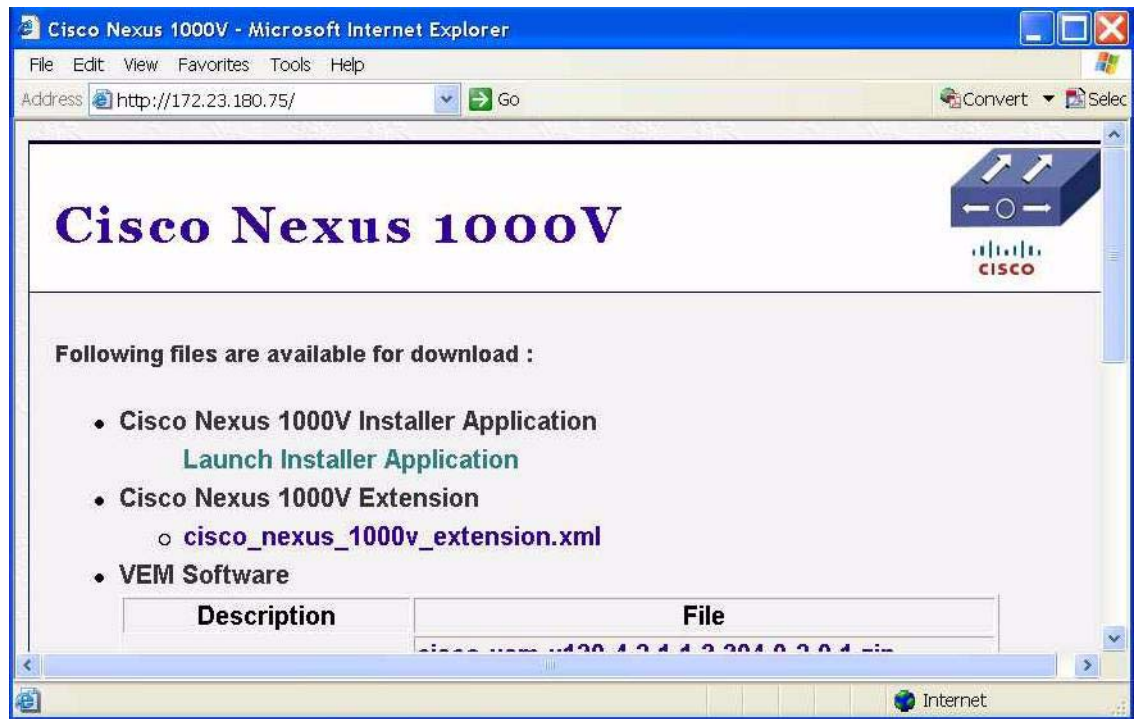 Cisco Nexus 1000V - Microsoft Internet Explorer
File Edit View Favorites Tools Help
Address http://172.23.180.75/ Go Convert Selec
Cisco Nexus 1000V
CISCO
Following files are available for download :
Cisco Nexus 1000V Installer Application
Launch Installer Application
Cisco Nexus 1000V Extension
cisco_nexus_1000v_extension.xml
VEM Software
Description File
Internet